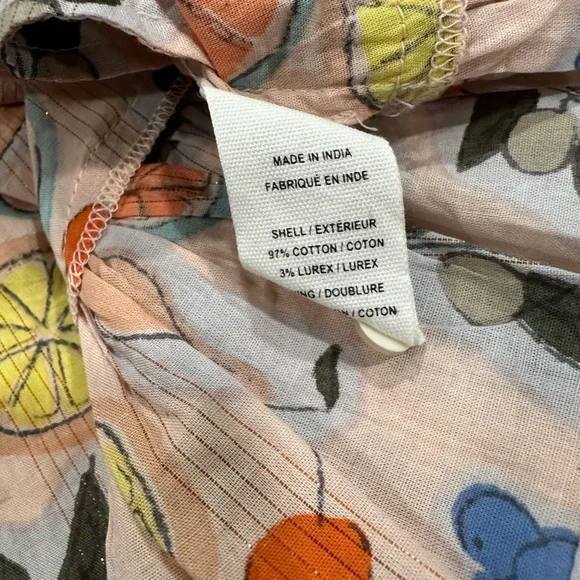 MADE IN INDIA
FABRIQUÉ EN INDE
SHELL / EXTÉRIEUR
97% COTTON / COTON
3% LUREX / LUREX
/ DOUBLURE
/ COTON